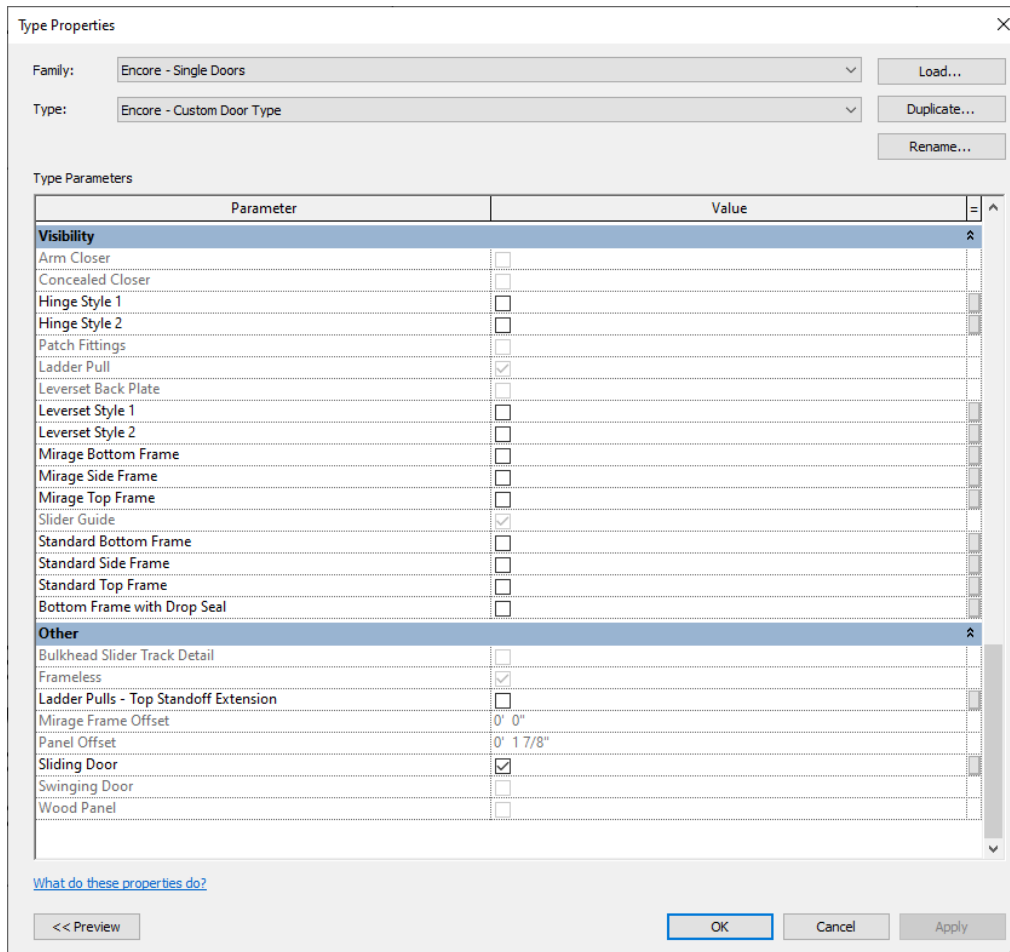 Type Properties
Family: Encore - Single Doors Load...
Type: Encore - Custom Door Type Duplicate...
Rename...
Type Parameters
Parameter Value =
Visibility
Arm Closer
Concealed Closer
Hinge Style 1
Hinge Style 2
Patch Fittings
Ladder Pull
Leverset Back Plate
Leverset Style 1
Leverset Style 2
Mirage Bottom Frame
Mirage Side Frame
Mirage Top Frame
Slider Guide
Standard Bottom Frame
Standard Side Frame
Standard Top Frame
Bottom Frame with Drop Seal
Other
Bulkhead Slider Track Detail
Frameless
Ladder Pulls - Top Standoff Extension
Mirage Frame Offset 0' 0"
Panel Offset 0' 1 7/8"
Sliding Door
Swinging Door
Wood Panel
What do these properties do?
<< Preview OK Cancel Apply